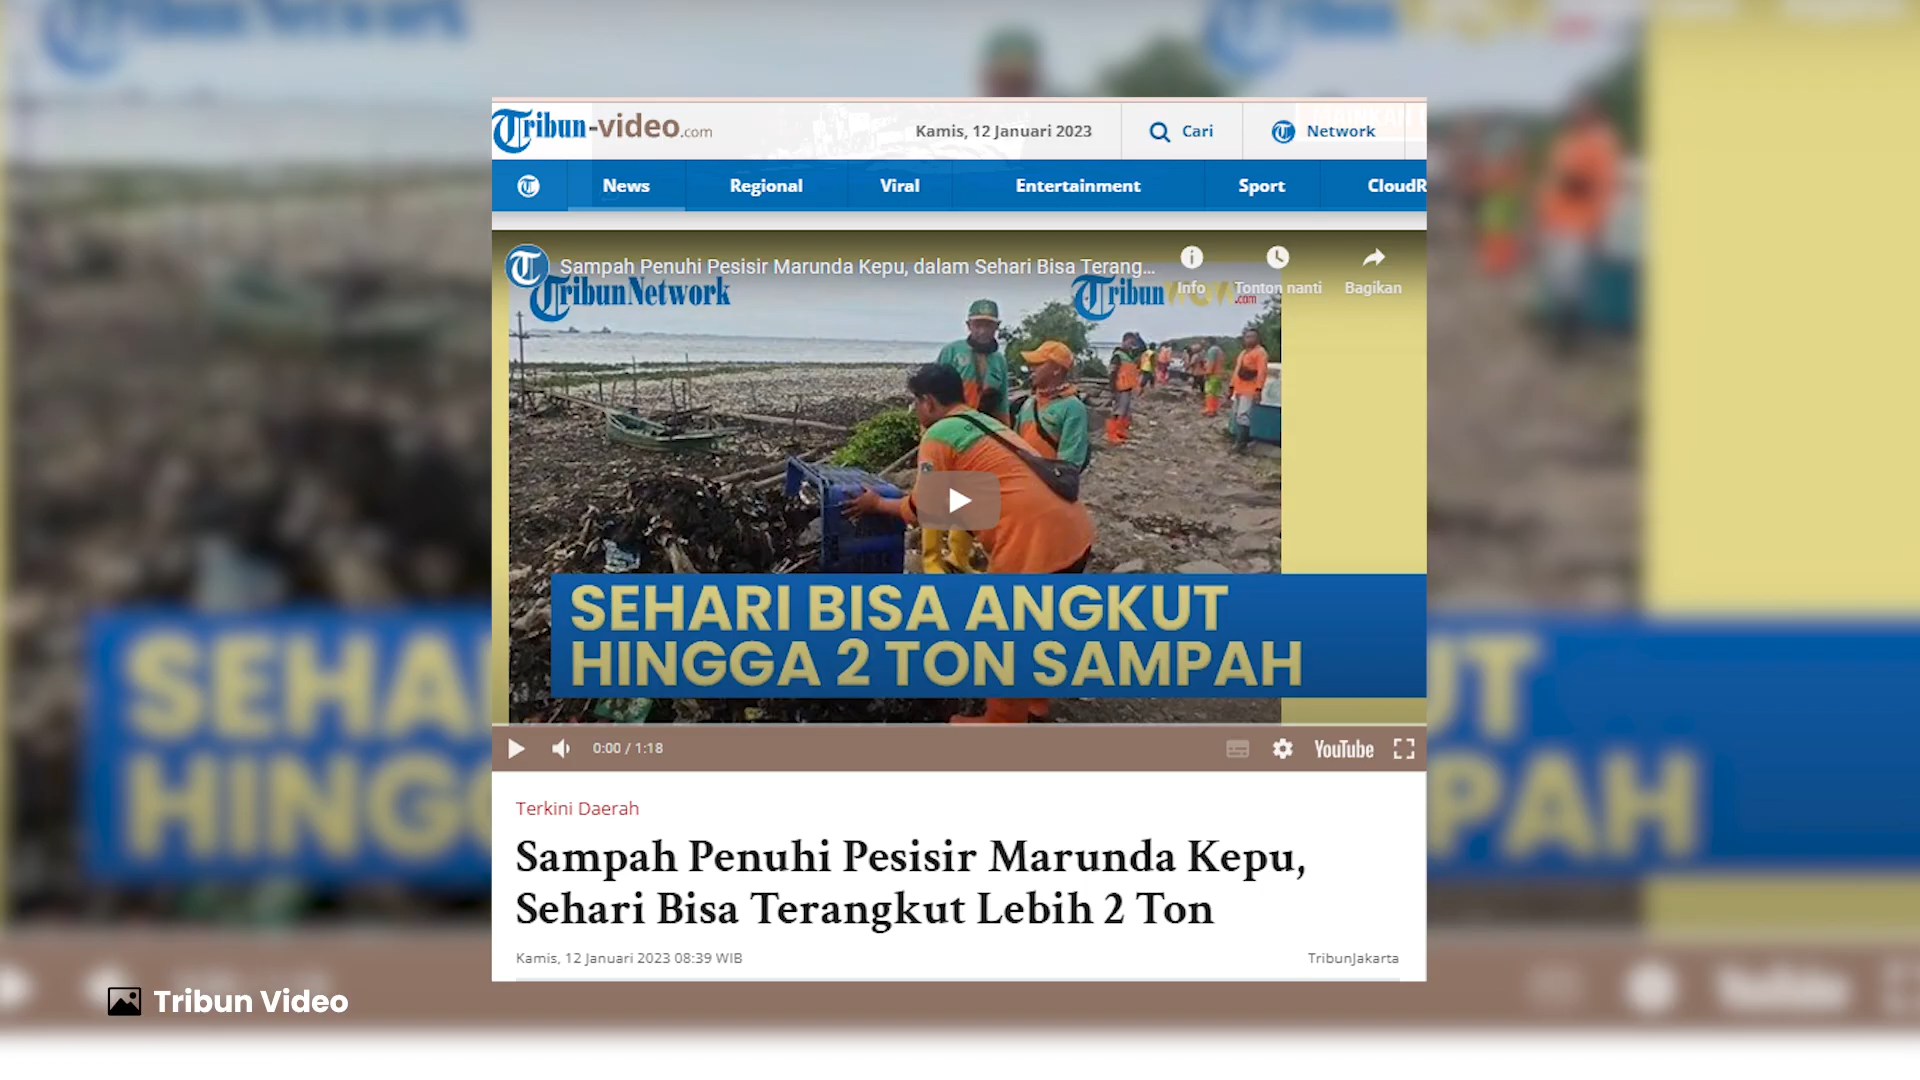 Tribun-video.com
Kamis, 12 Januari 2023
Cari
Network
News
Regional
Viral
Entertainment
Sport
CloudR
Sampah Penuhi Pesisir Marunda Kepu, dalam Sehari Bisa Terang...
Info
Tonton nanti
Bagikan
TribunNetwork
Tribun
.com
SEHARI BISA ANGKUT
HINGGA 2 TON SAMPAH
0:00 / 1:18
YouTube
Terkini Daerah
Sampah Penuhi Pesisir Marunda Kepu,
Sehari Bisa Terangkut Lebih 2 Ton
Kamis, 12 Januari 2023 08:39 WIB
TribunJakarta
Tribun Video